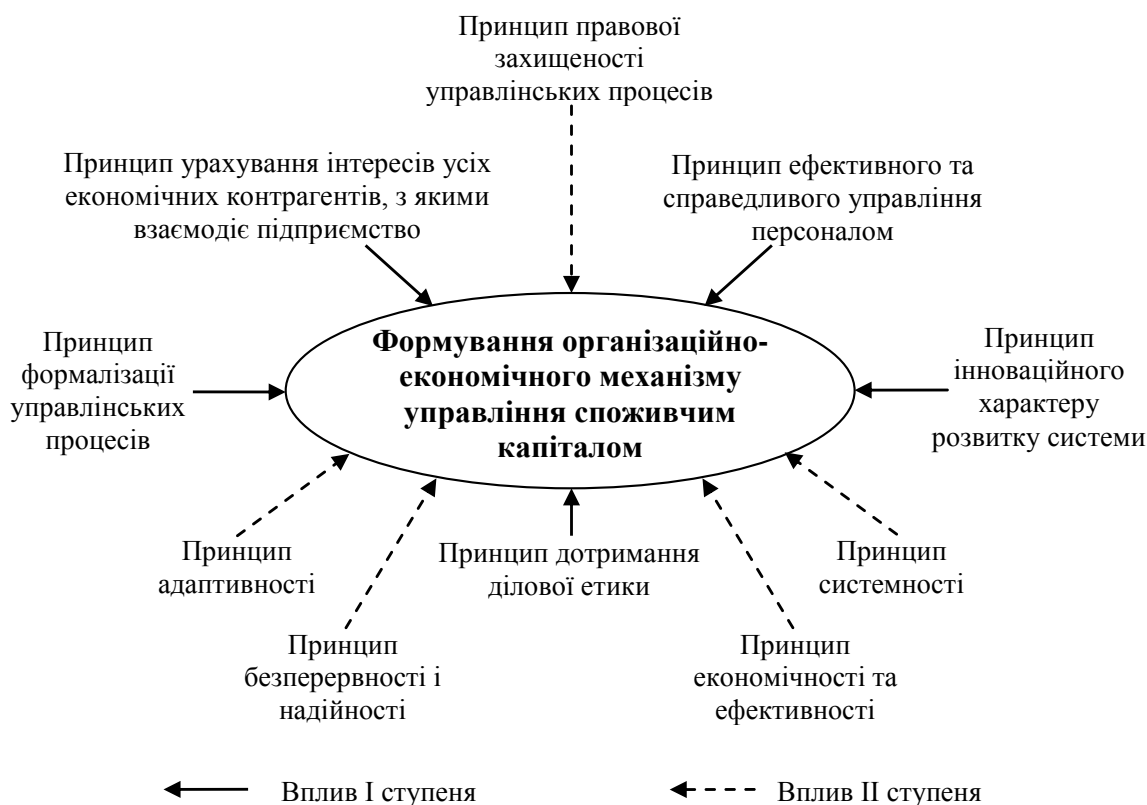 Принцип правової
захищеності
управлінських процесів
Принцип урахування інтересів усіх
економічних контрагентів, з якими
взаємодіє підприємство
Принцип ефективного та
справедливого управління
персоналом
Принцип
формалізації
управлінських
процесів
Формування організаційно-
економічного механізму
управління споживчим
капіталом
Принцип
інноваційного
характеру
розвитку системи
Принцип
адаптивності
Принцип дотримання
ділової етики
Принцип
системності
Принцип
безперервності і
надійності
Принцип
економічності та
ефективності
Вплив I ступеня
Вплив II ступеня